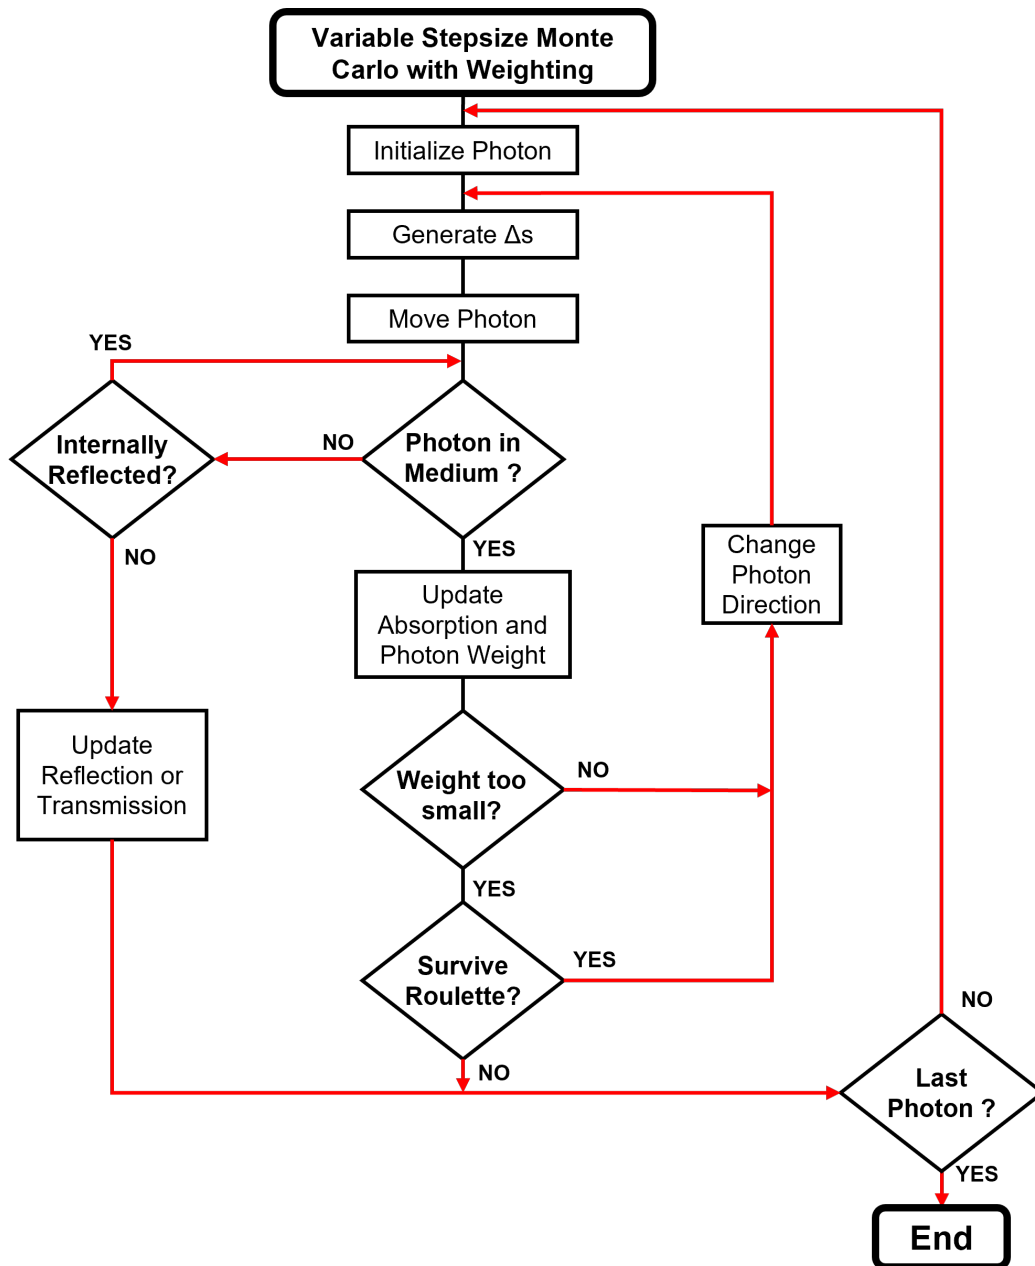 Variable Stepsize Monte
Carlo with Weighting
Initialize Photon
Generate Δs
Move Photon
YES
Internally
Reflected?
NO
Photon in
Medium ?
NO
YES
Change
Photon
Direction
Update
Absorption and
Photon Weight
Update
Reflection or
Transmission
Weight too
small?
NO
YES
Survive
Roulette?
YES
NO
NO
Last
Photon ?
YES
End